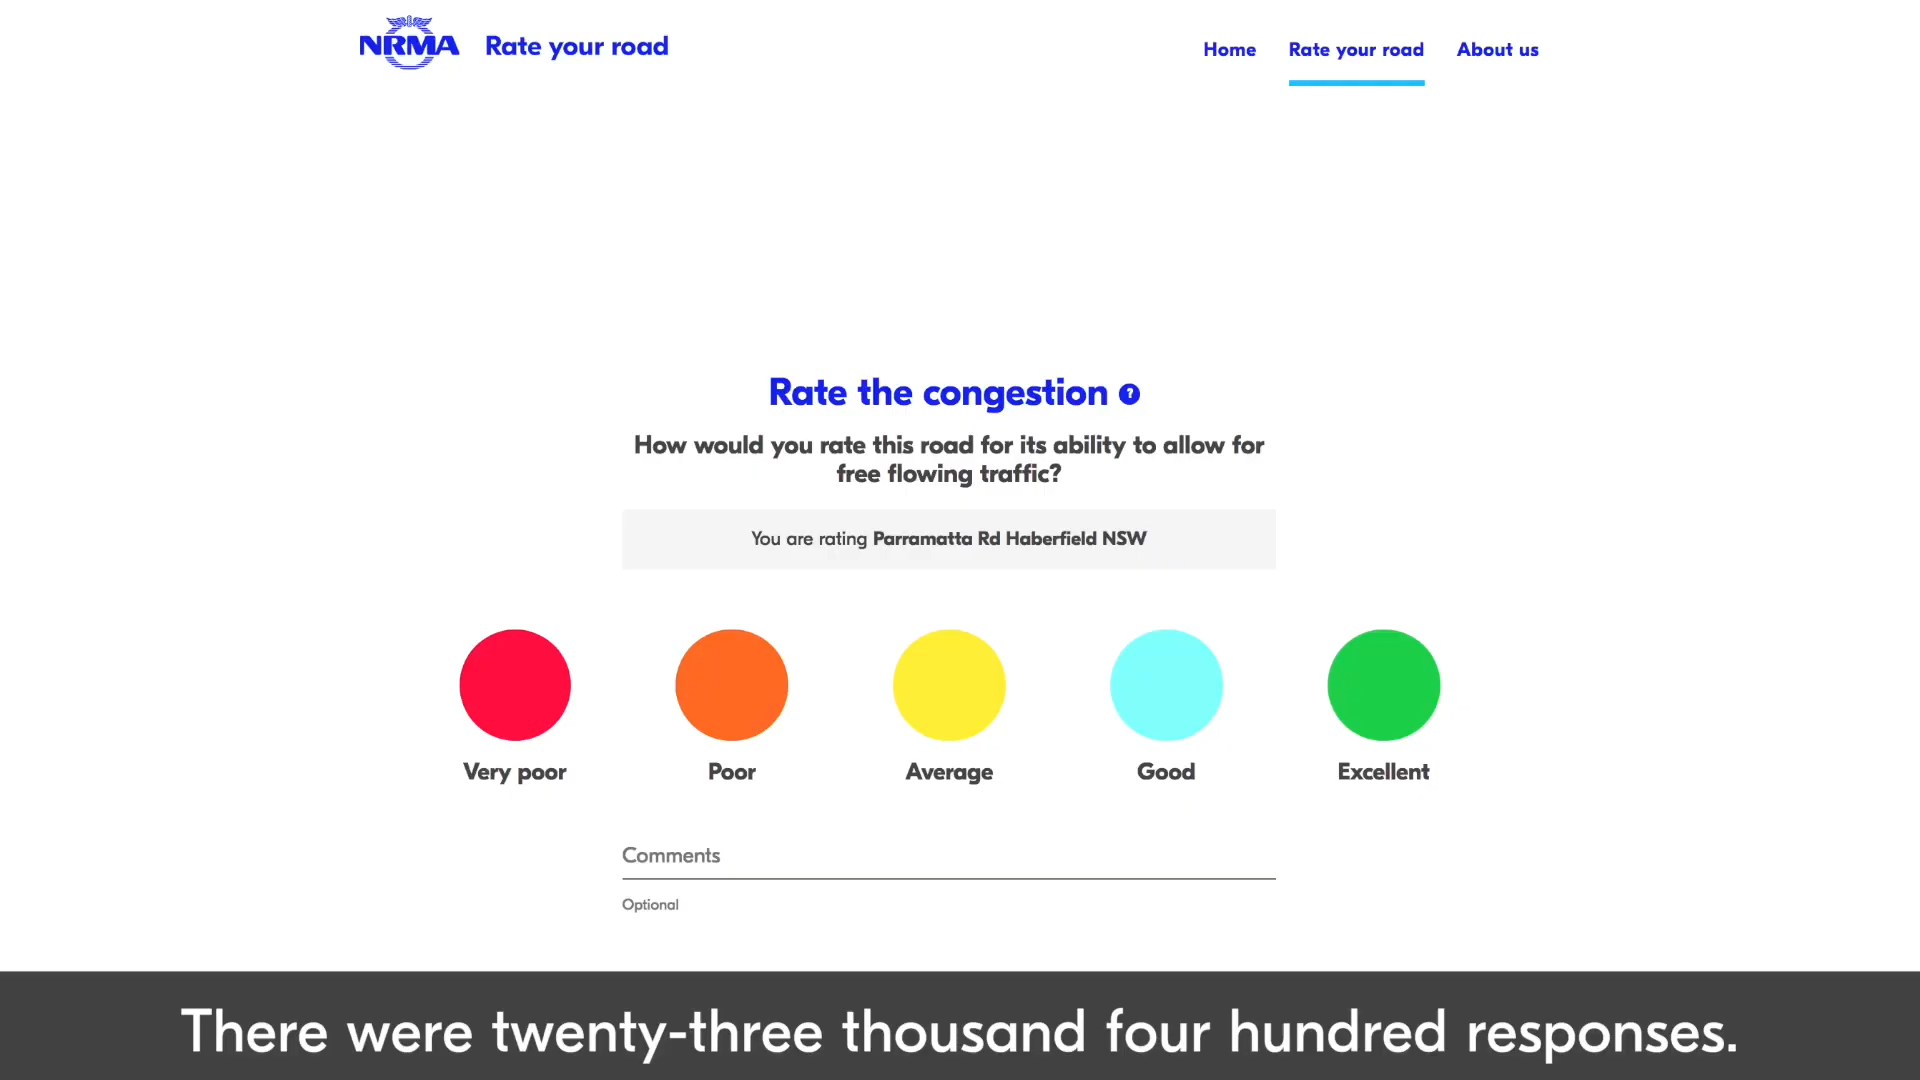 NRMA
Rate your road
Home
Rate your road
About us
Rate the congestion ?
How would you rate this road for its ability to allow for
free flowing traffic?
You are rating Parramatta Rd Haberfield NSW
Very poor
Poor
Average
Good
Excellent
Comments
Optional
There were twenty-three thousand four hundred responses.